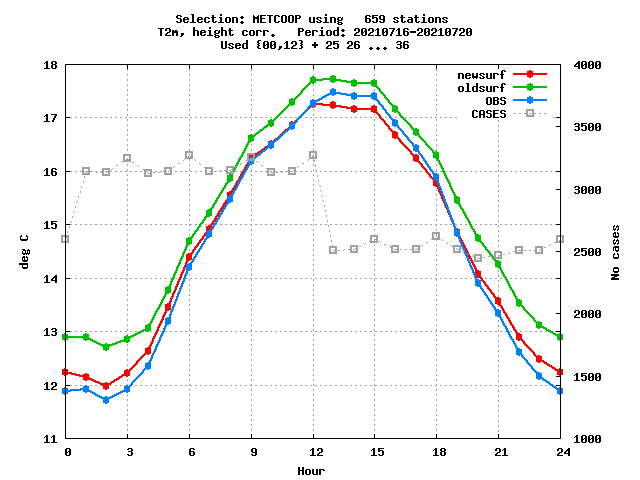 Selection: METCOOP using   659 stations
T2m, height corr.   Period: 20210716-20210720
Used {00,12} + 25 26 ... 36
18 4000
newsurf
oldsurf
OBS
CASES
17 3500
16 3000
15 2500
14 2000
13 1500
12
11 1000
deg C
No cases
0 3 6 9 12 15 18 21 24
Hour